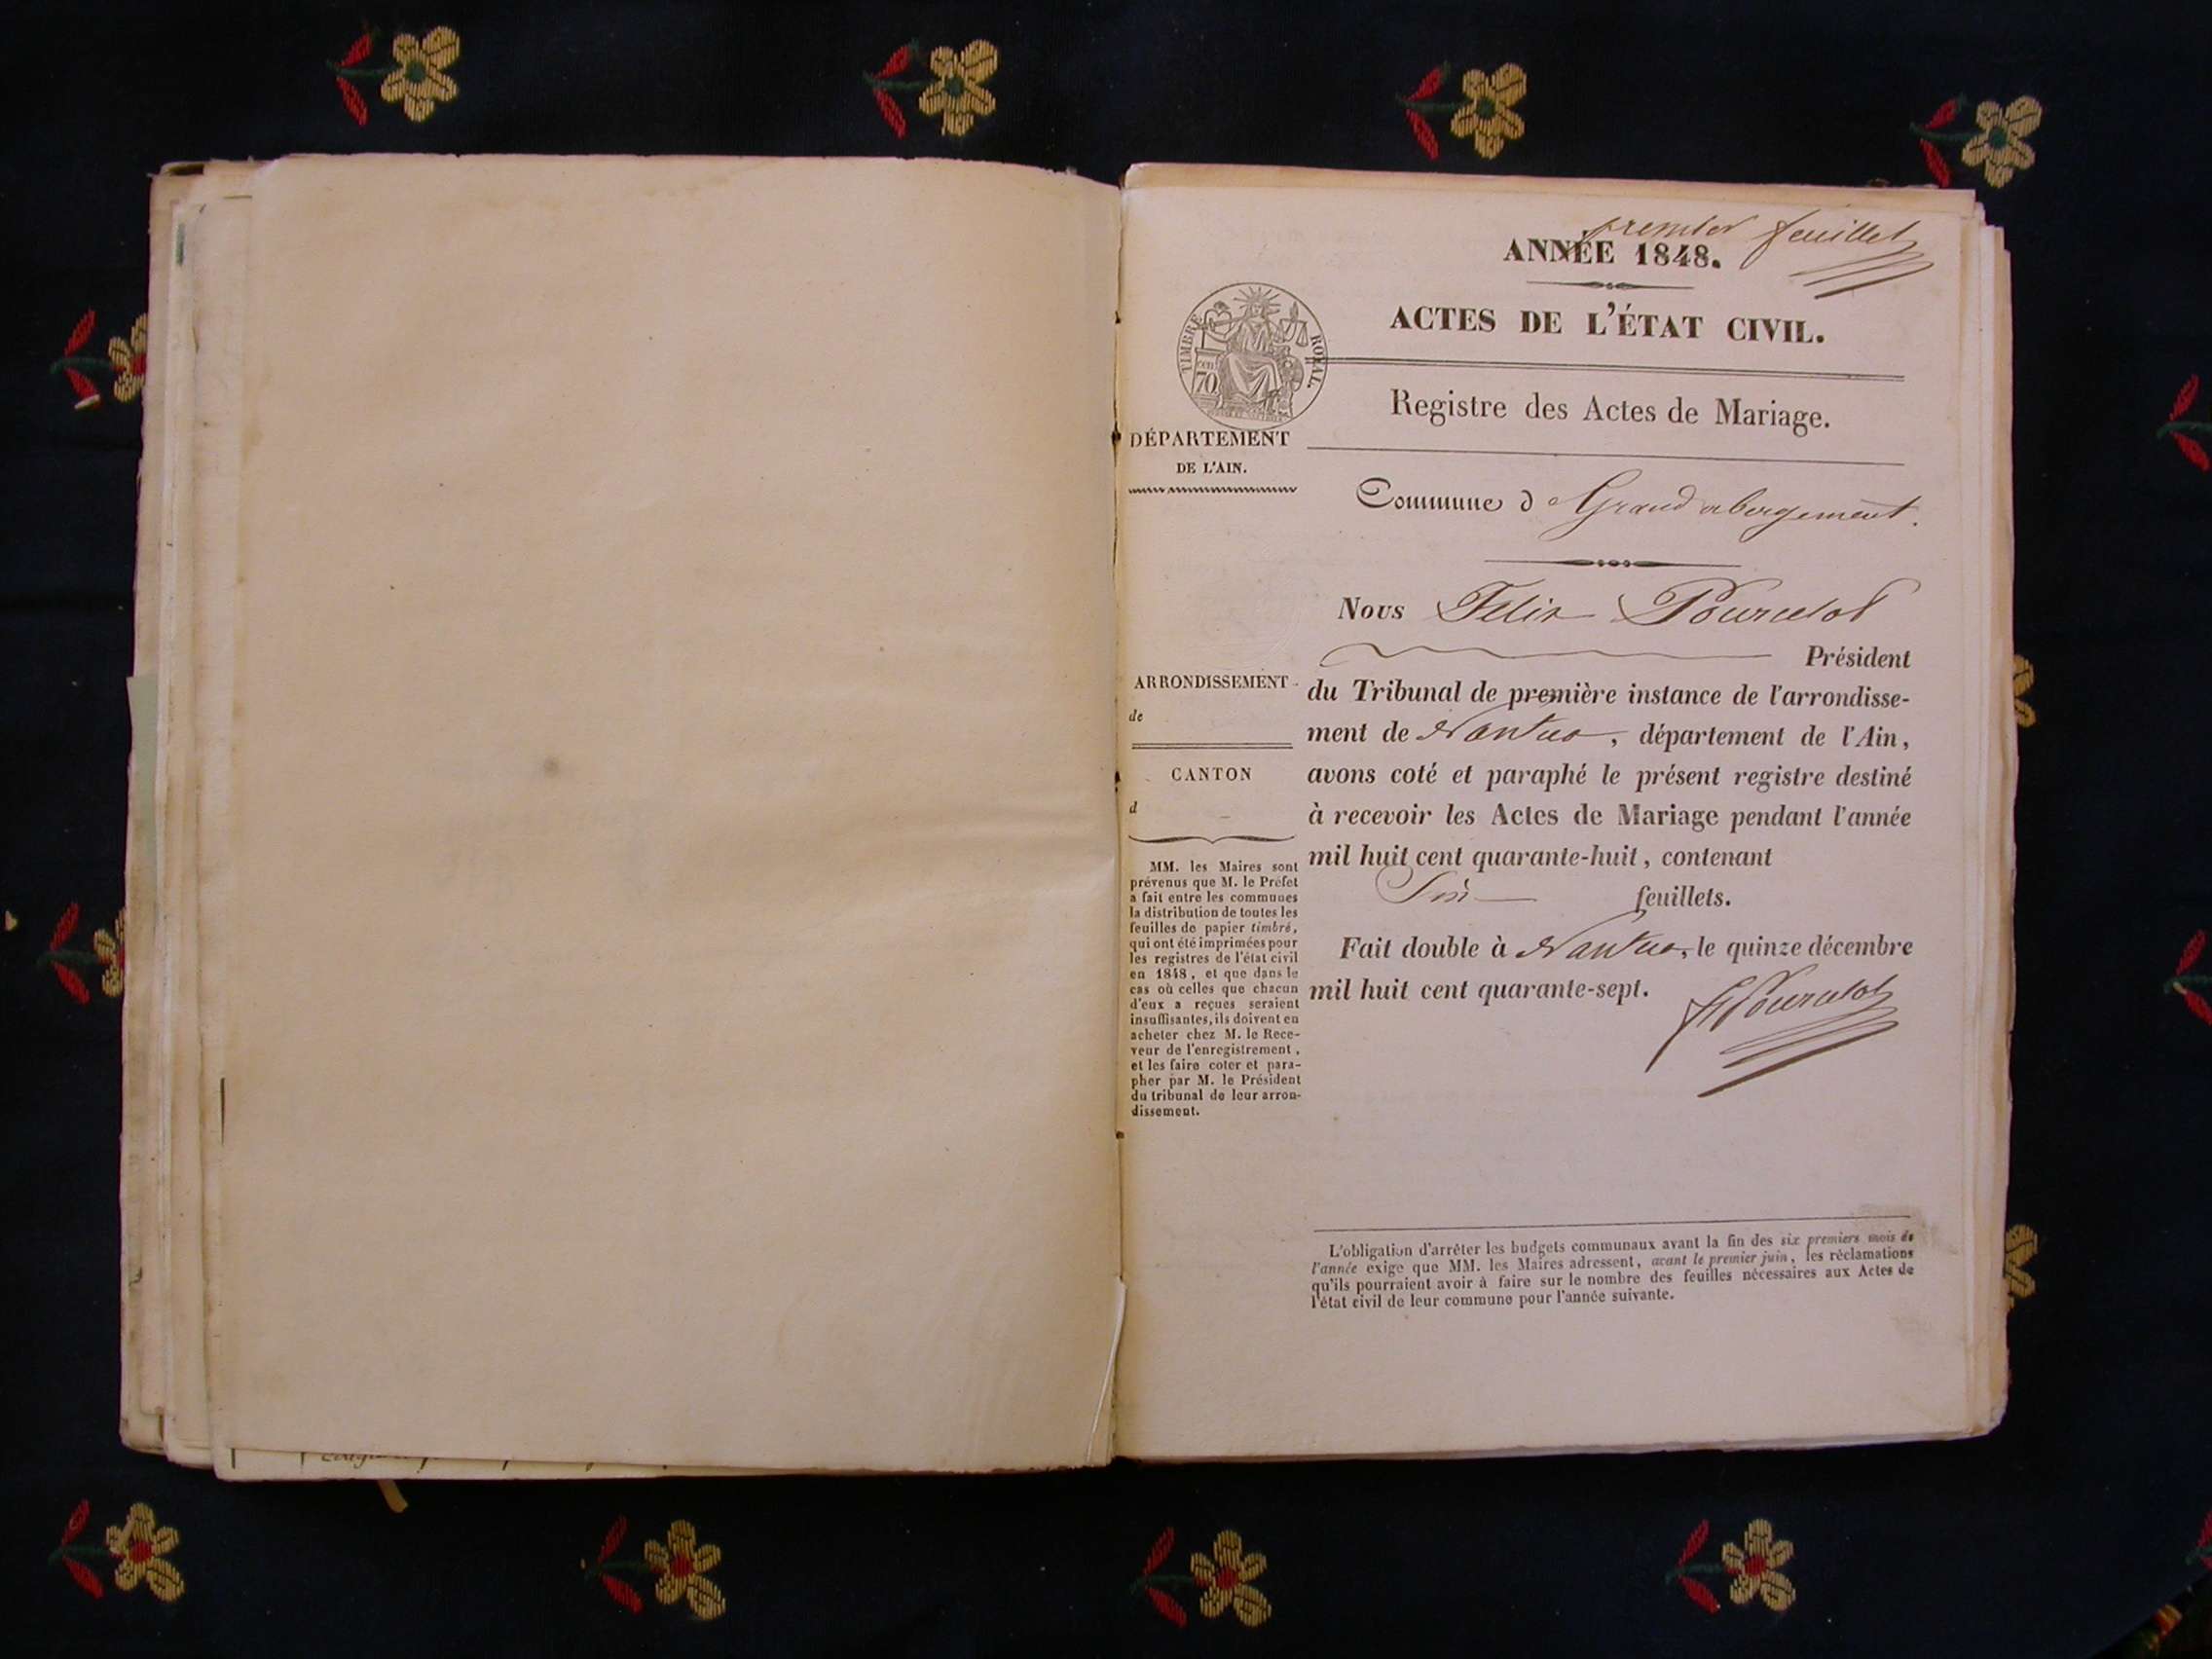 premier feuillet
ANNÉE 1848.
ACTES DE L'ÉTAT CIVIL.
TIMBRE ROYAL.
70
Registre des Actes de Mariage.
DÉPARTEMENT
DE L'AIN.
Commune d Grand abergement.
Nous Felix Pourcelot
Président
du Tribunal de première instance de l'arrondisse-
ment de Nantua, département de l'Ain,
avons coté et paraphé le présent registre destiné
à recevoir les Actes de Mariage pendant l'année
mil huit cent quarante-huit, contenant
Six feuillets.
Fait double à Nantua, le quinze décembre
mil huit cent quarante-sept.
F Pourcelot
ARRONDISSEMENT
de
CANTON
d
MM. les Maires sont
prévenus que M. le Préfet
a fait entre les communes
la distribution de toutes les
feuilles de papier timbré,
qui ont été imprimées pour
les registres de l'état civil
en 1848, et que dans le
cas où celles que chacun
d'eux a reçues seraient
insuffisantes, ils doivent en
acheter chez M. le Rece-
veur de l'enregistrement,
et les faire coter et para-
pher par M. le Président
du tribunal de leur arron-
dissement.
L'obligation d'arrêter les budgets communaux avant la fin des six premiers mois de
l'année exige que MM. les Maires adressent, avant le premier juin, les réclamations
qu'ils pourraient avoir à faire sur le nombre des feuilles nécessaires aux Actes de
l'état civil de leur commune pour l'année suivante.